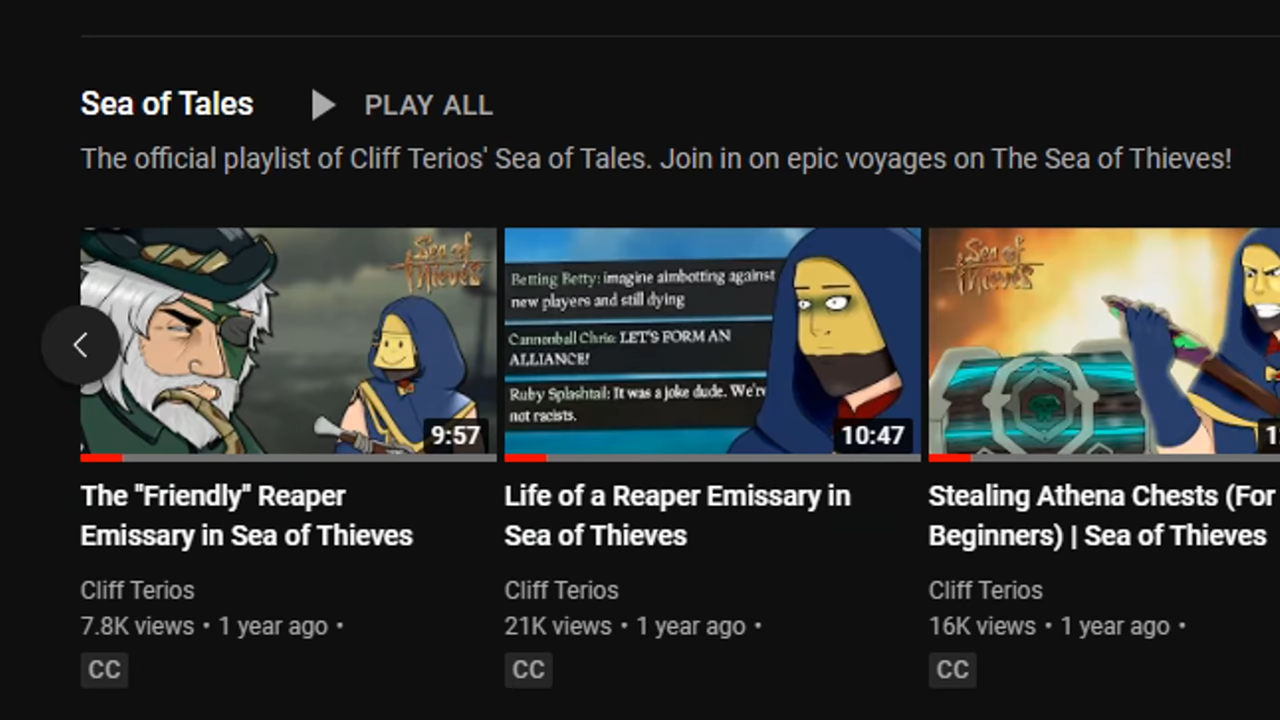 Sea of Tales
PLAY ALL
The official playlist of Cliff Terios' Sea of Tales. Join in on epic voyages on The Sea of Thieves!
Sea of Thieves
9:57
Betting Betty: imagine aimbotting against
new players and still dying
Cannonball Chris: LET'S FORM AN
ALLIANCE!
Ruby Splashtail: It was a joke dude. We're
not racists.
10:47
Sea of Thieves
The "Friendly" Reaper
Emissary in Sea of Thieves
Cliff Terios
7.8K views • 1 year ago •
CC
Life of a Reaper Emissary in
Sea of Thieves
Cliff Terios
21K views • 1 year ago •
CC
Stealing Athena Chests (For
Beginners) | Sea of Thieves
Cliff Terios
16K views • 1 year ago •
CC